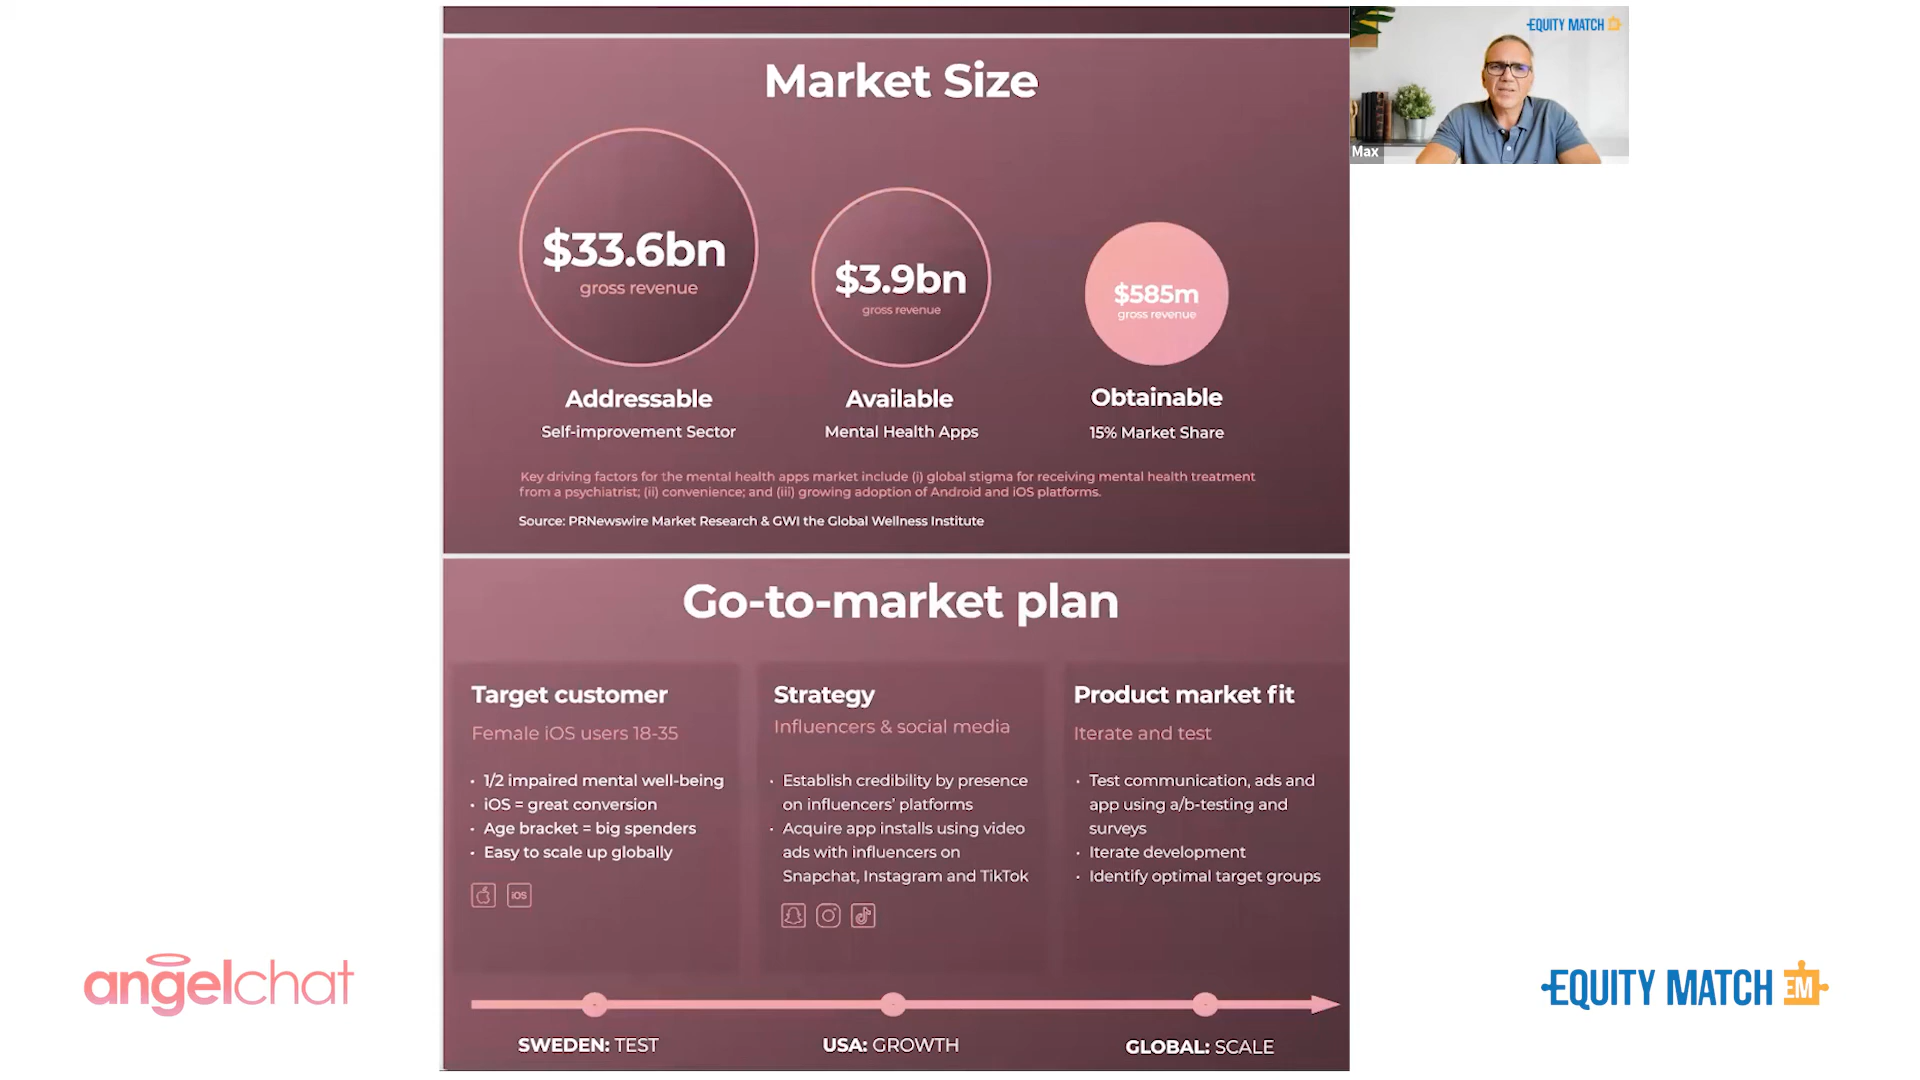 Market Size
$33.6bn
gross revenue
$3.9bn
gross revenue
$585m
gross revenue
Addressable
Self-improvement Sector
Available
Mental Health Apps
Obtainable
15% Market Share
Key driving factors for the mental health apps market include (i) global stigma for receiving mental health treatment
from a psychiatrist; (ii) convenience; and (iii) growing adoption of Android and iOS platforms.
Source: PRNewswire Market Research & GWI the Global Wellness Institute
EQUITY MATCH EM
Max
Go-to-market plan
Target customer
Female iOS users 18-35
• 1/2 impaired mental well-being
• iOS = great conversion
• Age bracket = big spenders
• Easy to scale up globally
iOS
Strategy
Influencers & social media
• Establish credibility by presence
on influencers' platforms
• Acquire app installs using video
ads with influencers on
Snapchat, Instagram and TikTok
Product market fit
Iterate and test
• Test communication, ads and
app using a/b-testing and
surveys
• Iterate development
• Identify optimal target groups
SWEDEN: TEST
USA: GROWTH
GLOBAL: SCALE
angelchat
EQUITY MATCH EM